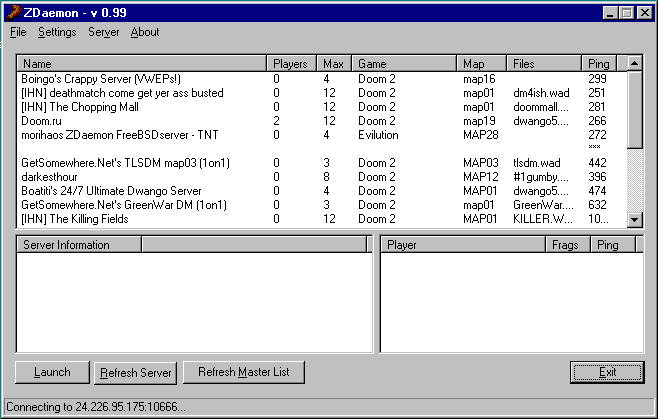 ZDaemon - v 0.99
File Settings Server About
Name Players Max Game Map Files Ping
Boingo's Crappy Server (VWEPs!) 0 4 Doom 2 map16 299
[IHN] deathmatch come get yer ass busted 0 12 Doom 2 map01 dm4ish.wad 251
[IHN] The Chopping Mall 0 12 Doom 2 map01 doommall.... 281
Doom.ru 2 12 Doom 2 map19 dwango5.... 266
morihaos ZDaemon FreeBSDserver - TNT 0 4 Evilution MAP28 272
***
GetSomewhere.Net's TLSDM map03 (1on1) 0 3 Doom 2 MAP03 tlsdm.wad 442
darkesthour 0 8 Doom 2 MAP12 #1gumby.... 396
Boatiti's 24/7 Ultimate Dwango Server 0 4 Doom 2 MAP01 dwango5.... 474
GetSomewhere.Net's GreenWar DM (1on1) 0 3 Doom 2 map01 GreenWar.... 632
[IHN] The Killing Fields 0 12 Doom 2 MAP01 KILLER.W... 10...
Server Information Player Frags Ping
Launch Refresh Server Refresh Master List Exit
Connecting to 24.226.95.175:10666...